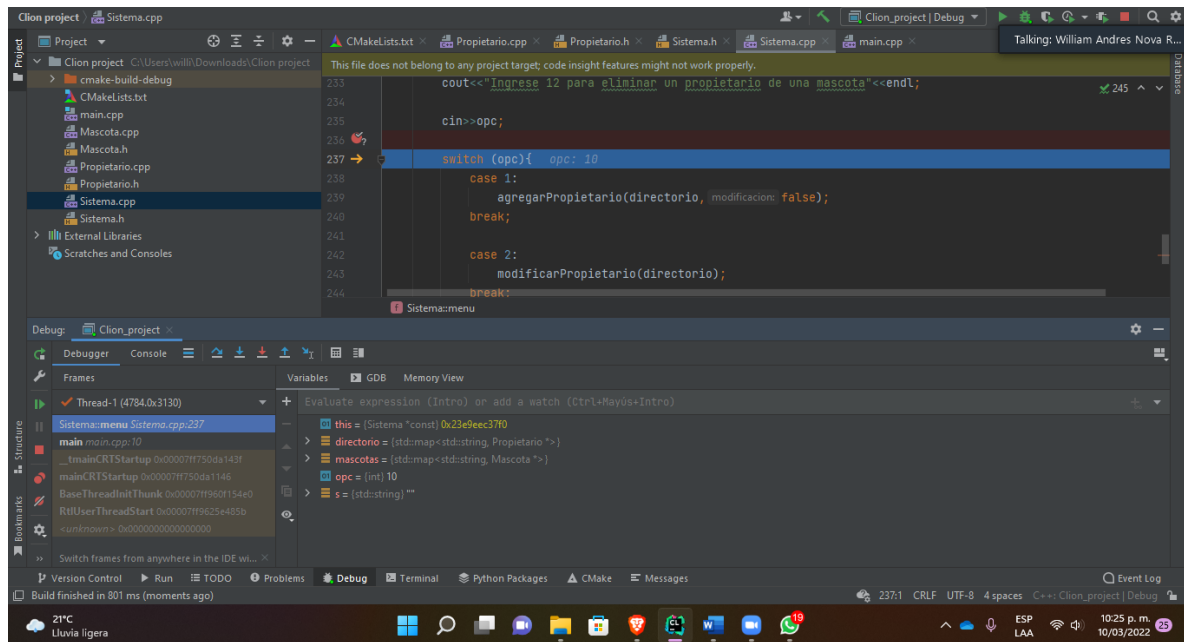 Clion project
Sistema.cpp
Clion_project | Debug
Talking: William Andres Nova R...
Project
Project
CMakeLists.txt
Propietario.cpp
Propietario.h
Sistema.h
Sistema.cpp
main.cpp
Database
Clion project C:\Users\willi\Downloads\Clion project
cmake-build-debug
CMakeLists.txt
main.cpp
Mascota.cpp
Mascota.h
Propietario.cpp
Propietario.h
Sistema.cpp
Sistema.h
External Libraries
Scratches and Consoles
This file does not belong to any project target; code insight features might not work properly.
245
233 cout<<"Ingrese 12 para eliminar un propietario de una mascota"<<endl;
234
235 cin>>opc;
236
237 switch (opc){ opc: 10
238 case 1:
239 agregarPropietario(directorio, modificacion: false);
240 break;
241
242 case 2:
243 modificarPropietario(directorio);
244 break;
Sistema::menu
Debug: Clion_project
Debugger Console
Frames
Variables GDB Memory View
Thread-1 (4784.0x3130)
Evaluate expression (Intro) or add a watch (Ctrl+Mayús+Intro)
Sistema::menu Sistema.cpp:237
main main.cpp:10
__tmainCRTStartup 0x00007ff750da143f
mainCRTStartup 0x00007ff750da1146
BaseThreadInitThunk 0x00007ff960f154e0
RtlUserThreadStart 0x00007ff9625e485b
<unknown> 0x0000000000000000
Switch frames from anywhere in the IDE wi...
this = {Sistema *const} 0x23e9eec37f0
directorio = {std::map<std::string, Propietario *>}
mascotas = {std::map<std::string, Mascota *>}
opc = {int} 10
s = {std::string} ""
Structure
Bookmarks
Version Control Run TODO Problems Debug Terminal Python Packages CMake Messages Event Log
Build finished in 801 ms (moments ago)
237:1 CRLF UTF-8 4 spaces C++: Clion_project | Debug
21°C
Lluvia ligera
19
ESP
LAA
10:25 p. m.
10/03/2022
25